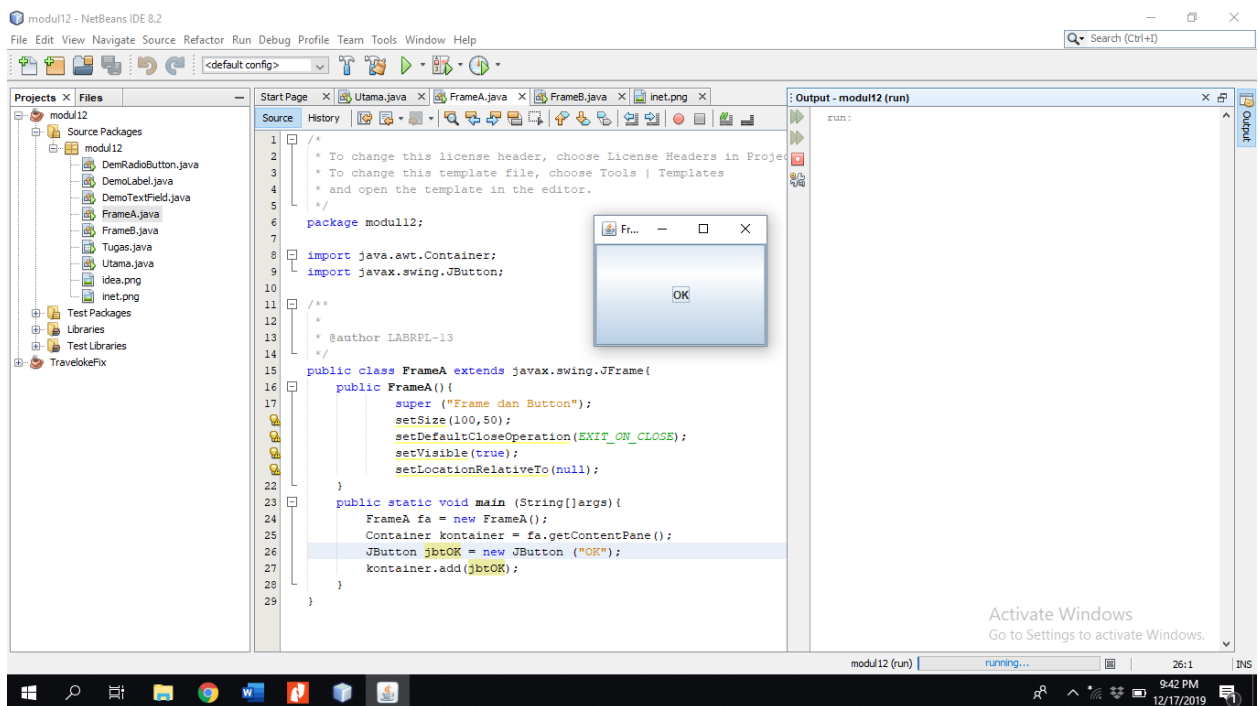 modul12 - NetBeans IDE 8.2
File Edit View Navigate Source Refactor Run Debug Profile Team Tools Window Help
Search (Ctrl+I)
<default config>
Projects Files
modul12
Source Packages
modul12
DemRadioButton.java
DemoLabel.java
DemoTextField.java
FrameA.java
FrameB.java
Tugas.java
Utama.java
idea.png
inet.png
Test Packages
Libraries
Test Libraries
TravelokeFix
Start Page Utama.java FrameA.java FrameB.java inet.png
Source History
1 /*
2 * To change this license header, choose License Headers in Projec
3 * To change this template file, choose Tools | Templates
4 * and open the template in the editor.
5 */
6 package modul12;
7
8 import java.awt.Container;
9 import javax.swing.JButton;
10
11 /**
12 *
13 * @author LABRPL-13
14 */
15 public class FrameA extends javax.swing.JFrame{
16 public FrameA(){
17 super ("Frame dan Button");
setSize(100,50);
setDefaultCloseOperation(EXIT_ON_CLOSE);
setVisible(true);
setLocationRelativeTo(null);
22 }
23 public static void main (String[]args){
24 FrameA fa = new FrameA();
25 Container kontainer = fa.getContentPane();
26 JButton jbtOK = new JButton ("OK");
27 kontainer.add(jbtOK);
28 }
29 }
Fr...
OK
Output - modul12 (run)
run:
Output
Activate Windows
Go to Settings to activate Windows.
modul12 (run) running... 26:1 INS
9:42 PM
12/17/2019
1